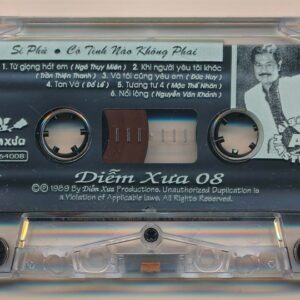 Sĩ Phú • Có Tình Nào Không Phai
1. Từ giọng hát em (Ngô Thụy Miên) • 2. Khi người yêu tôi khóc
(Trần Thiện Thanh) • 3. Và tôi cũng yêu em (Đức Huy)
4. Tan Vỡ (Đỗ Lễ) • 5. Tương tư 4 (Mặc Thế Nhân)
6. Nỗi lòng (Nguyễn Văn Khánh)
64008
A
Diễm Xưa 08
©℗ 1989 By Diễm Xưa Productions. Unauthorized Duplication is
a Violation of Applicable laws. All Rights Reserved.